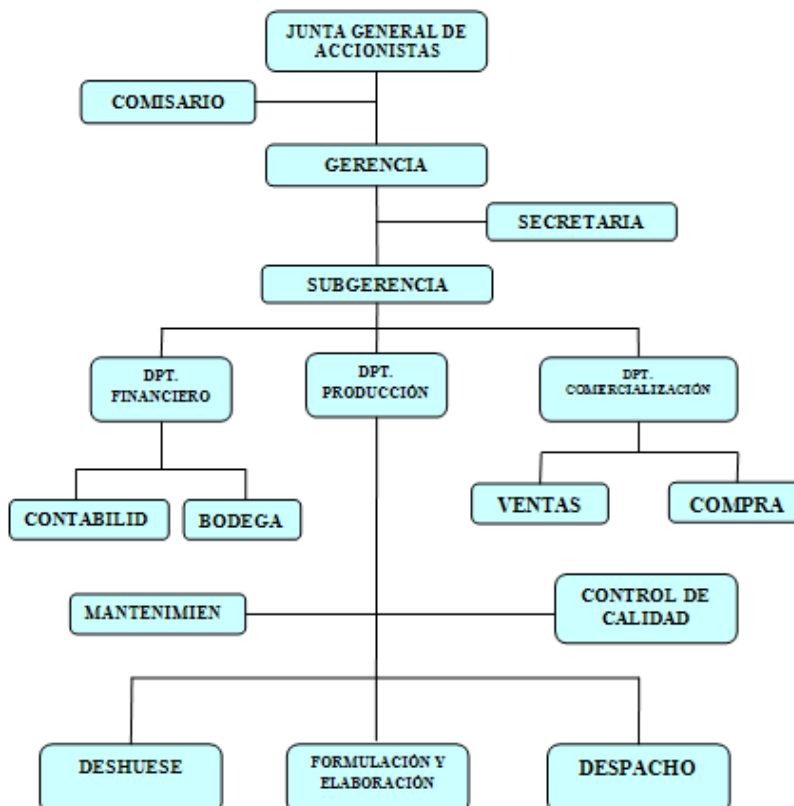 JUNTA GENERAL DE
ACCIONISTAS
COMISARIO
GERENCIA
SECRETARIA
SUBGERENCIA
DPT.
FINANCIERO
DPT.
PRODUCCIÓN
DPT.
COMERCIALIZACIÓN
CONTABILID
BODEGA
VENTAS
COMPRA
MANTENIMIEN
CONTROL DE
CALIDAD
DESHUESE
FORMULACIÓN Y
ELABORACIÓN
DESPACHO